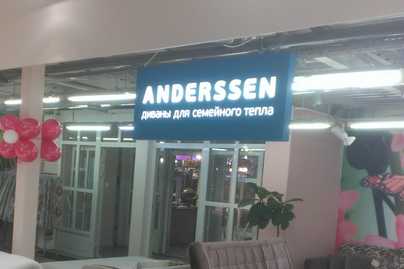 ANDERSSEN
диваны для семейного тепла